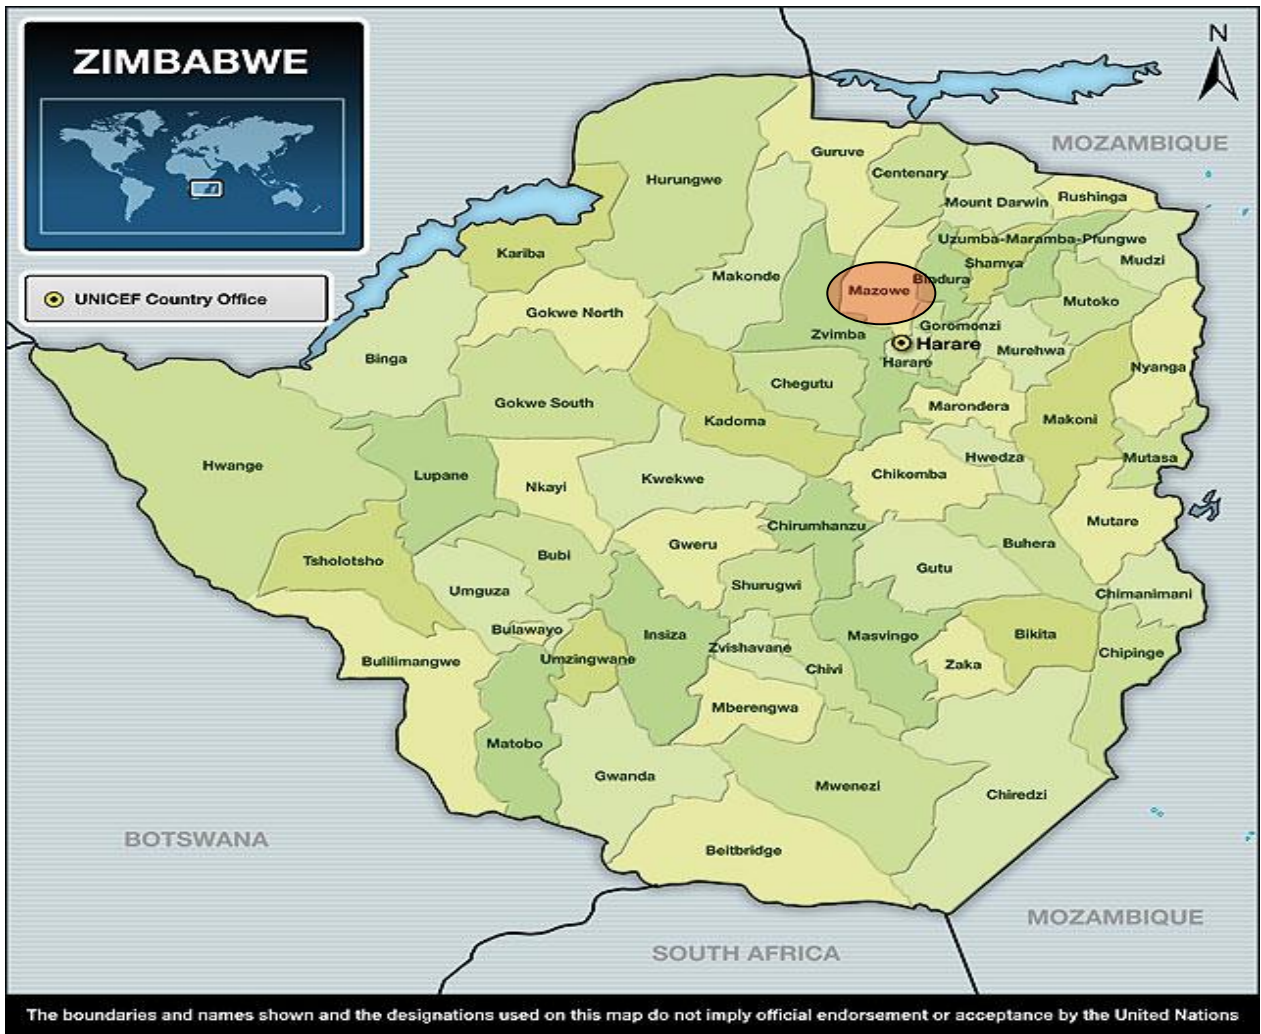 ZIMBABWE
N
MOZAMBIQUE
UNICEF Country Office
Guruve
Centenary
Hurungwe
Mount Darwin
Rushinga
Kariba
Uzumba-Maramba-Pfungwe
Shamva
Mudzi
Makonde
Bindura
Mazowe
Mutoko
Gokwe North
Goromonzi
Zvimba
Harare
Murehwa
Harare
Binga
Nyanga
Chegutu
Gokwe South
Marondera
Kadoma
Makoni
Hwange
Hwedza
Mutasa
Lupane
Nkayi
Kwekwe
Chikomba
Chirumhanzu
Mutare
Gweru
Buhera
Tsholotsho
Bubi
Gutu
Umguza
Shurugwi
Chimanimani
Bulawayo
Insiza
Masvingo
Bikita
Zvishavane
Bulilimangwe
Umzingwane
Chivi
Zaka
Chipinge
Mberengwa
Matobo
Gwanda
Mwenezi
Chiredzi
BOTSWANA
Beitbridge
MOZAMBIQUE
SOUTH AFRICA
The boundaries and names shown and the designations used on this map do not imply official endorsement or acceptance by the United Nations